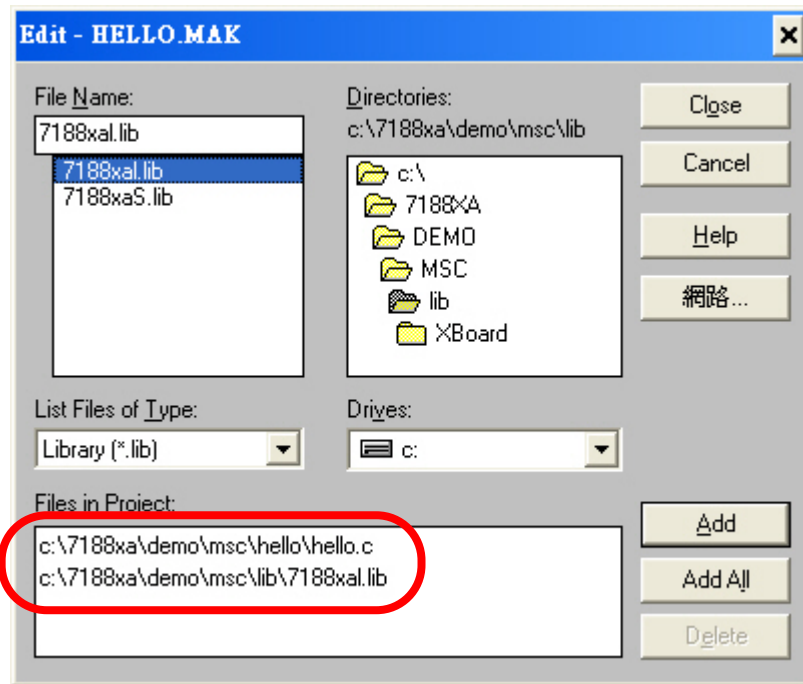 Edit - HELLO.MAK
File Name:
7188xal.lib
7188xal.lib
7188xaS.lib
Directories:
c:\7188xa\demo\msc\lib
c:\
7188XA
DEMO
MSC
lib
XBoard
Close
Cancel
Help
網路...
List Files of Type:
Library (*.lib)
Drives:
c:
Files in Project:
c:\7188xa\demo\msc\hello\hello.c
c:\7188xa\demo\msc\lib\7188xal.lib
Add
Add All
Delete